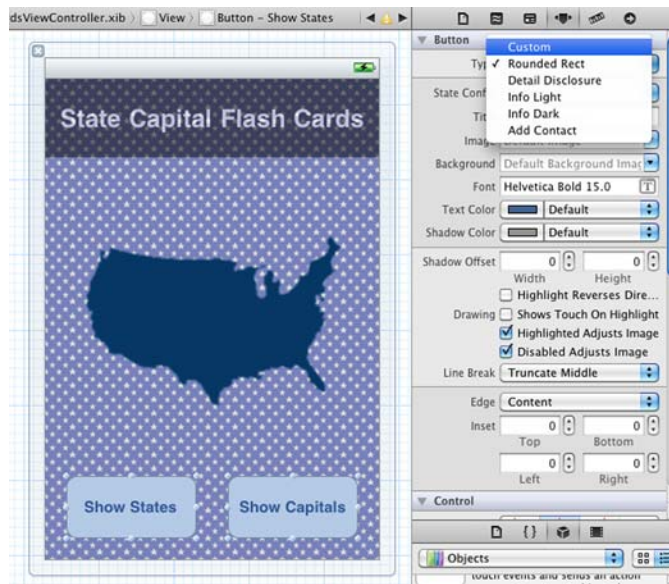 dsViewController.xib View Button - Show States
Button
Custom
Typ ✓ Rounded Rect
Detail Disclosure
State Conf Info Light
Tit Info Dark
Add Contact
Image
Background Default Background Imag
Font Helvetica Bold 15.0 T
Text Color Default
Shadow Color Default
Shadow Offset 0 0
Width Height
Highlight Reverses Dire...
Drawing Shows Touch On Highlight
Highlighted Adjusts Image
Disabled Adjusts Image
Line Break Truncate Middle
Edge Content
Inset 0 0
Top Bottom
0 0
Left Right
Control
{}
Objects
touch events and sends an action
State Capital Flash Cards
Show States
Show Capitals